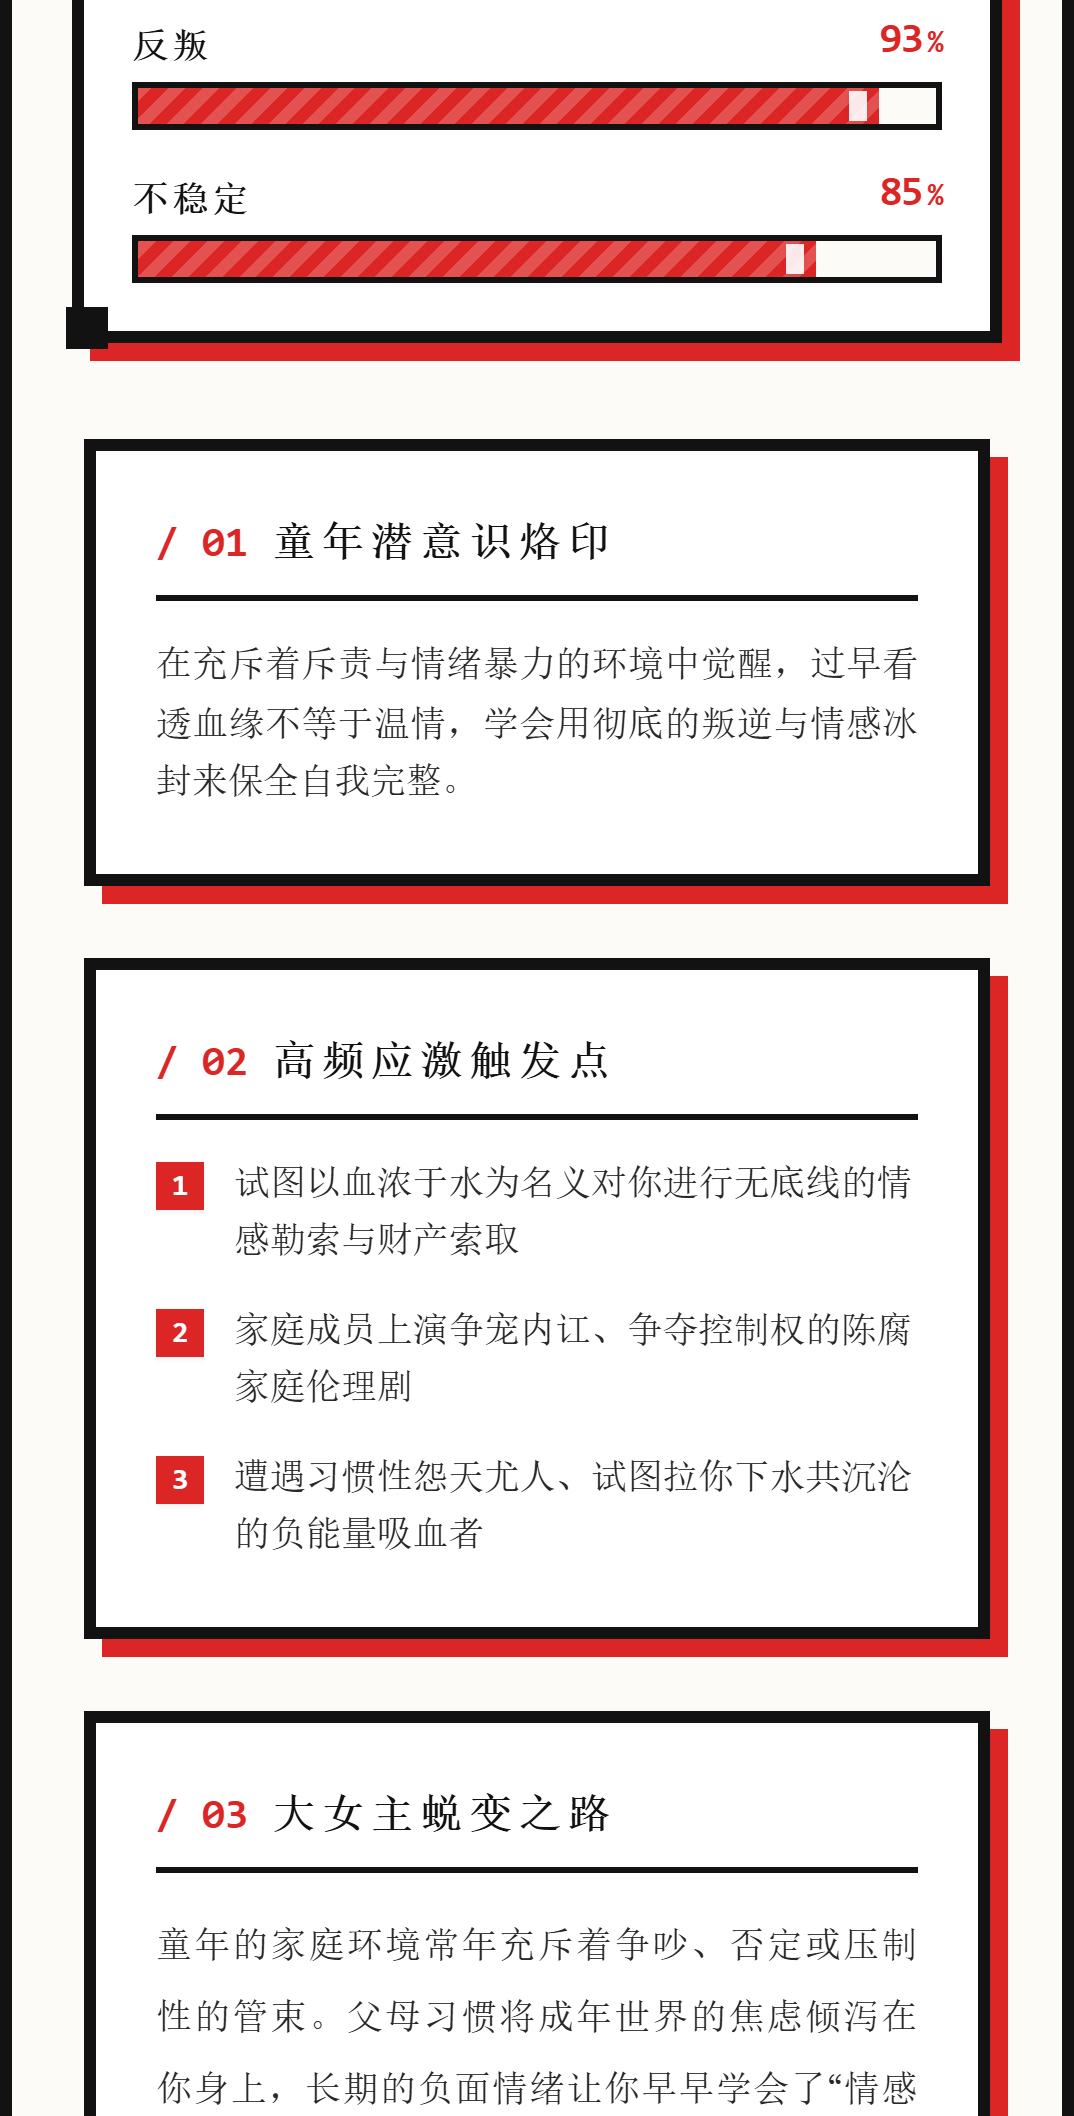 反叛 93%
不稳定 85%
/ 01 童年潜意识烙印
在充斥着斥责与情绪暴力的环境中觉醒，过早看
透血缘不等于温情，学会用彻底的叛逆与情感冰
封来保全自我完整。
/ 02 高频应激触发点
1 试图以血浓于水为名义对你进行无底线的情
感勒索与财产索取
2 家庭成员上演争宠内讧、争夺控制权的陈腐
家庭伦理剧
3 遭遇习惯性怨天尤人、试图拉你下水共沉沦
的负能量吸血者
/ 03 大女主蜕变之路
童年的家庭环境常年充斥着争吵、否定或压制
性的管束。父母习惯将成年世界的焦虑倾泻在
你身上，长期的负面情绪让你早早学会了“情感